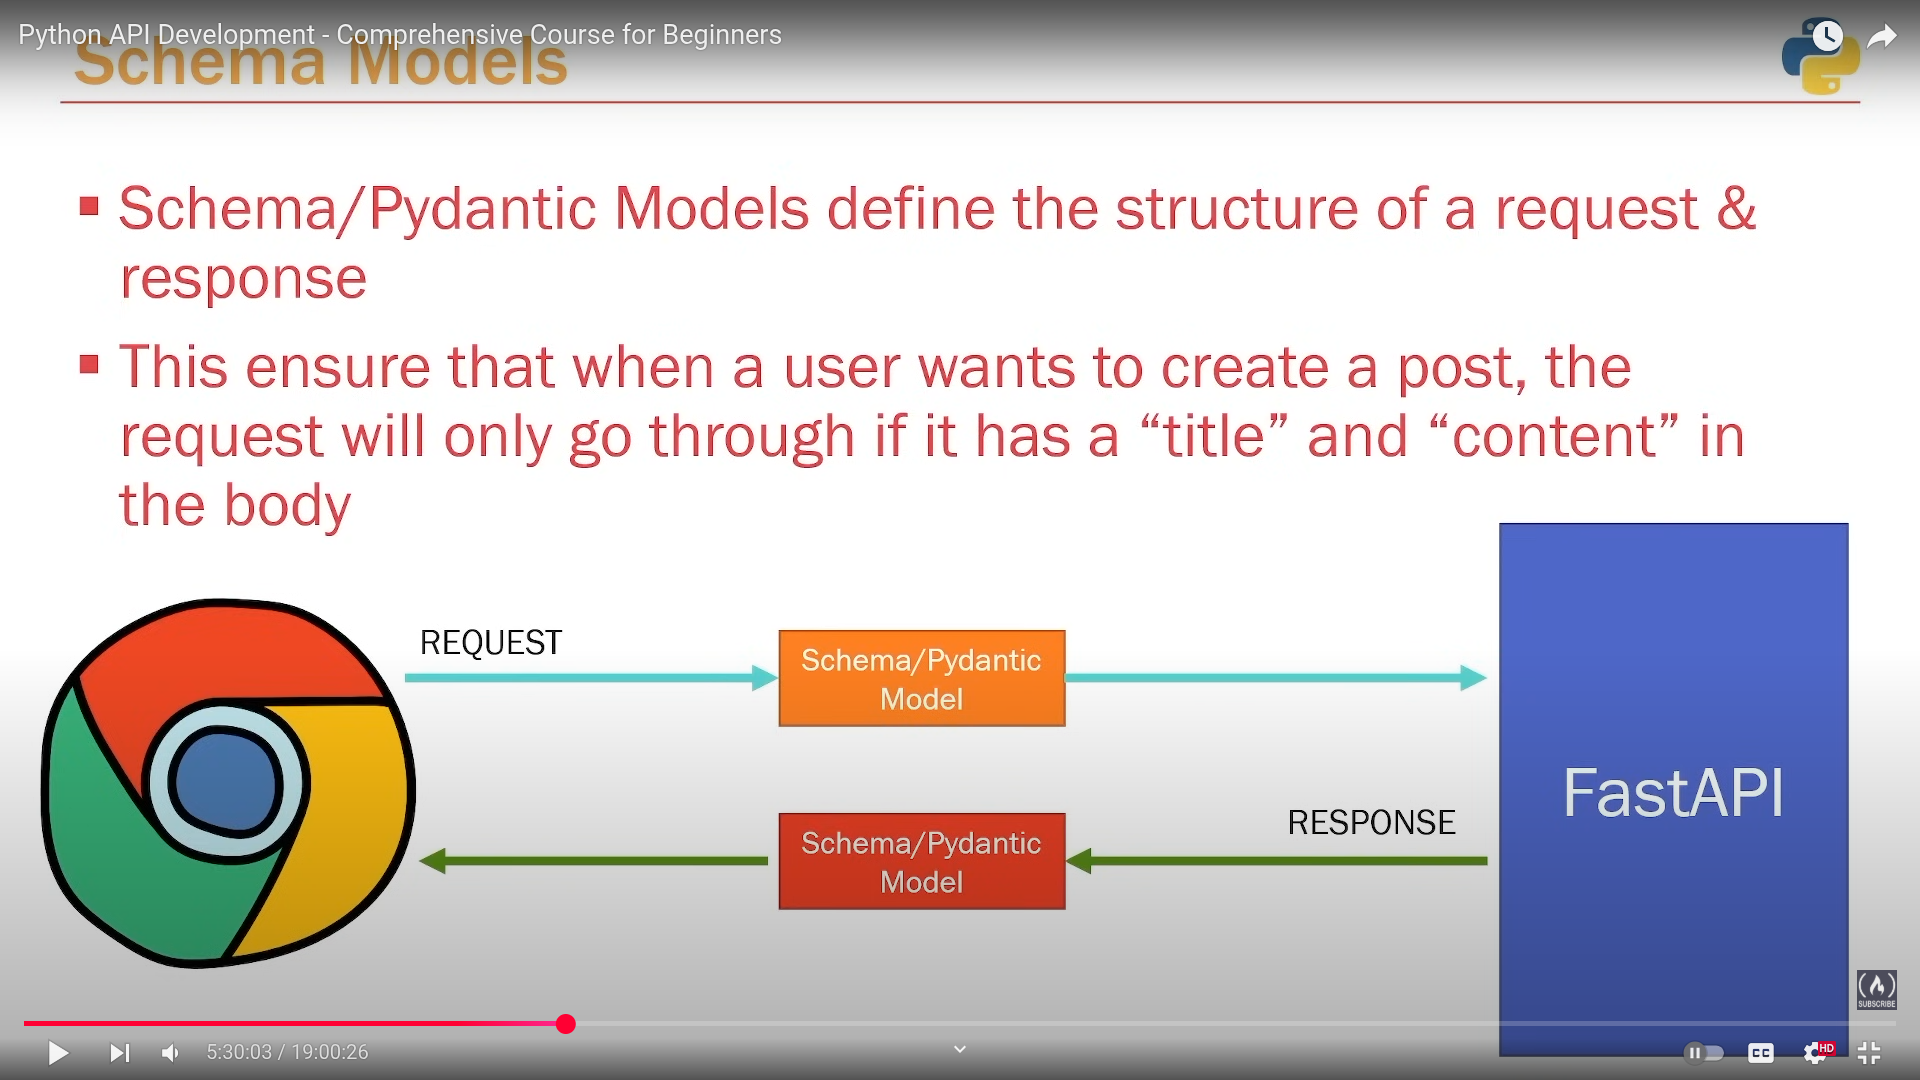 Python API Development - Comprehensive Course for Beginners
Schema Models
Schema/Pydantic Models define the structure of a request &
response
This ensure that when a user wants to create a post, the
request will only go through if it has a “title” and “content” in
the body
REQUEST
Schema/Pydantic
Model
FastAPI
RESPONSE
Schema/Pydantic
Model
SUBSCRIBE
5:30:03 / 19:00:26
CC
HD